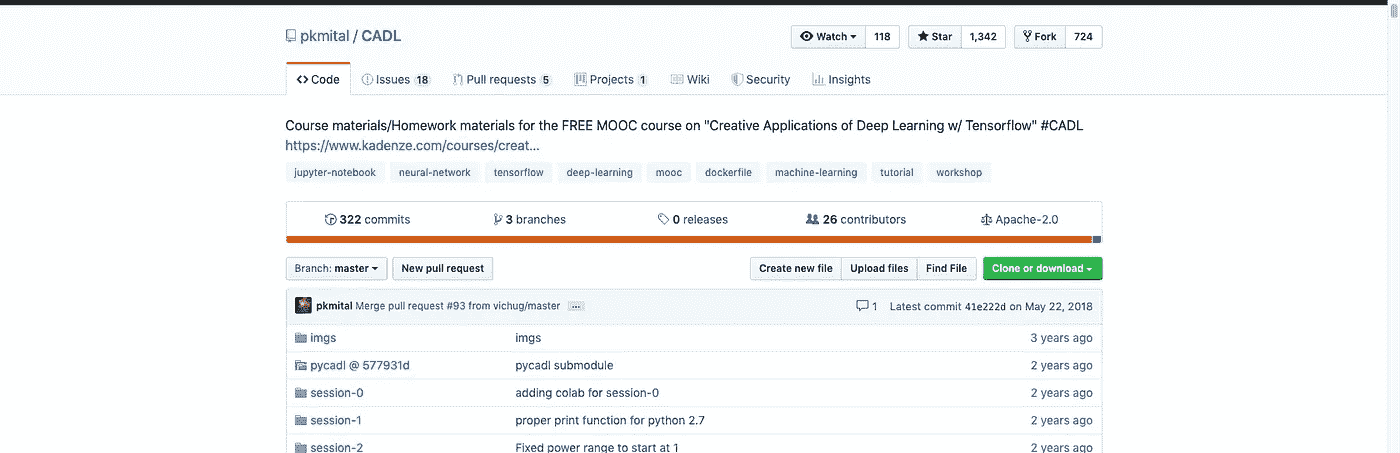 pkmital / CADL Watch 118 Star 1,342 Fork 724
Code Issues 18 Pull requests 5 Projects 1 Wiki Security Insights
Course materials/Homework materials for the FREE MOOC course on "Creative Applications of Deep Learning w/ Tensorflow" #CADL
https://www.kadenze.com/courses/creat...
jupyter-notebook neural-network tensorflow deep-learning mooc dockerfile machine-learning tutorial workshop
322 commits 3 branches 0 releases 26 contributors Apache-2.0
Branch: master New pull request Create new file Upload files Find File Clone or download
pkmital Merge pull request #93 from vichug/master ... 1 Latest commit 41e222d on May 22, 2018
imgs imgs 3 years ago
pycadl @ 577931d pycadl submodule 2 years ago
session-0 adding colab for session-0 2 years ago
session-1 proper print function for python 2.7 2 years ago
session-2 Fixed power range to start at 1 2 years ago